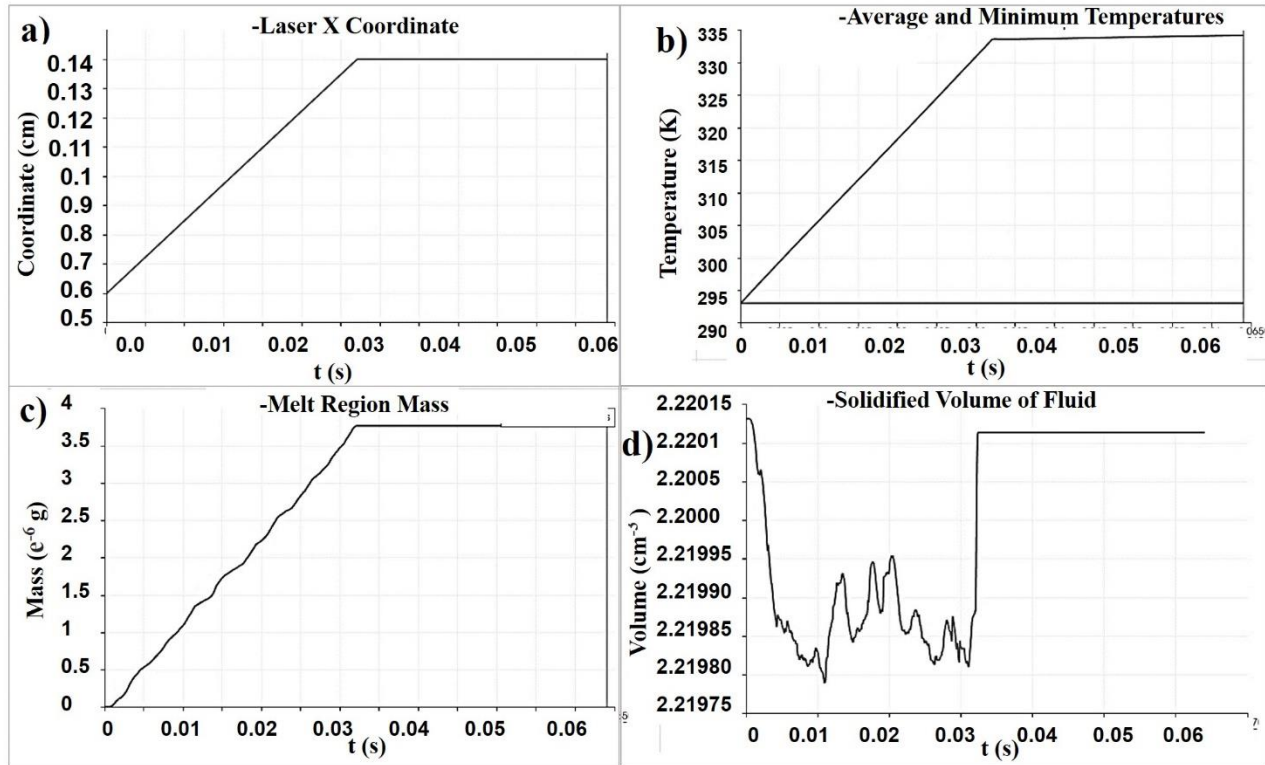 a)
-Laser X Coordinate
Coordinate (cm)
0.14
0.13
0.12
0.11
0.1
0.9
0.8
0.7
0.6
0.5
0.0 0.01 0.02 0.03 0.04 0.05 0.06
t (s)
b)
-Average and Minimum Temperatures
Temperature (K)
335
330
325
320
315
310
305
300
295
290
0 0.01 0.02 0.03 0.04 0.05 0.06
t (s)
c)
-Melt Region Mass
Mass (e⁻⁶ g)
4
3.5
3
2.5
2
1.5
1
0.5
0
0 0.01 0.02 0.03 0.04 0.05 0.06
t (s)
d)
-Solidified Volume of Fluid
Volume (cm⁻³ )
2.22015
2.2201
2.2005
2.2000
2.21995
2.21990
2.21985
2.21980
2.21975
0 0.01 0.02 0.03 0.04 0.05 0.06
t (s)